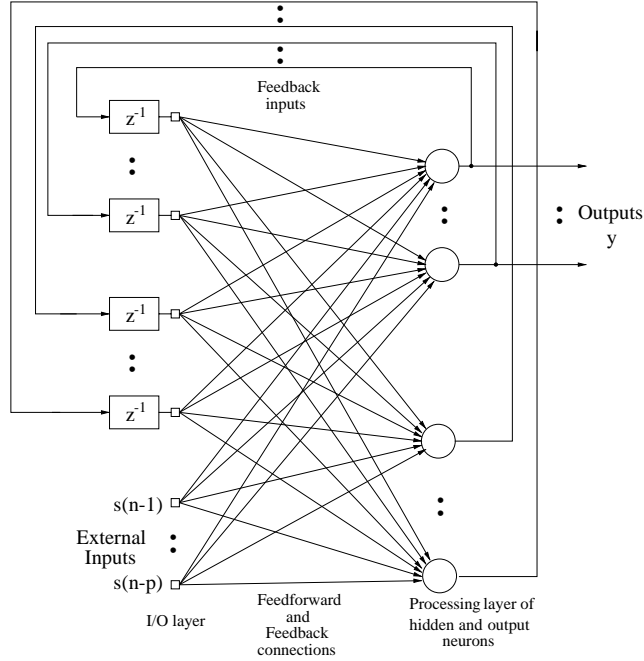 Feedback
inputs
z-1
z-1
Outputs
y
z-1
z-1
s(n-1)
External
Inputs
s(n-p)
I/O layer
Feedforward
and
Feedback
connections
Processing layer of
hidden and output
neurons